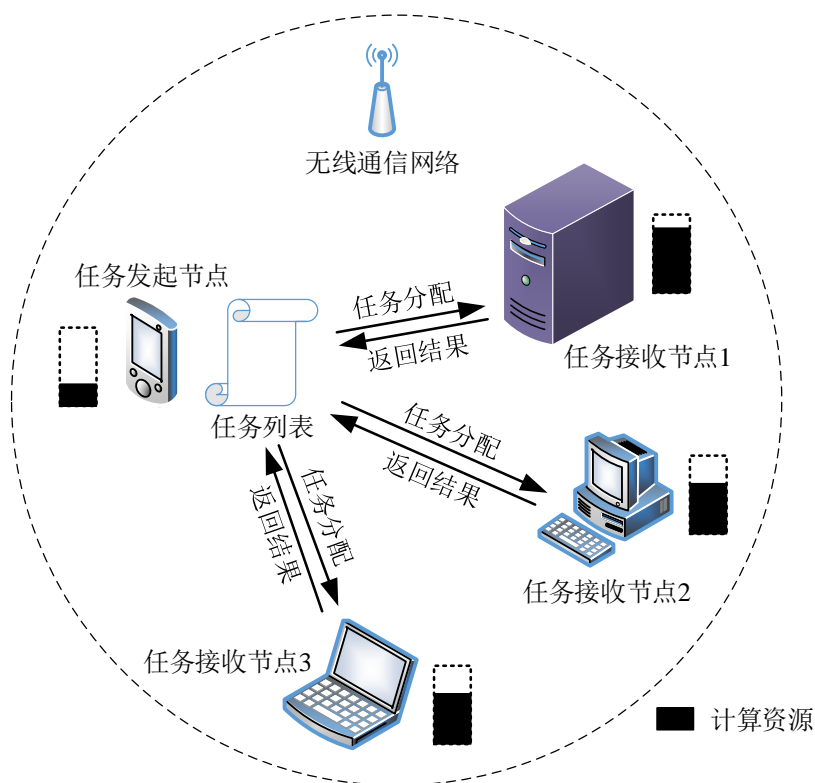 无线通信网络
任务发起节点
任务分配
返回结果
任务接收节点1
任务列表
任务分配
返回结果
任务接收节点2
任务分配
返回结果
任务接收节点3
计算资源